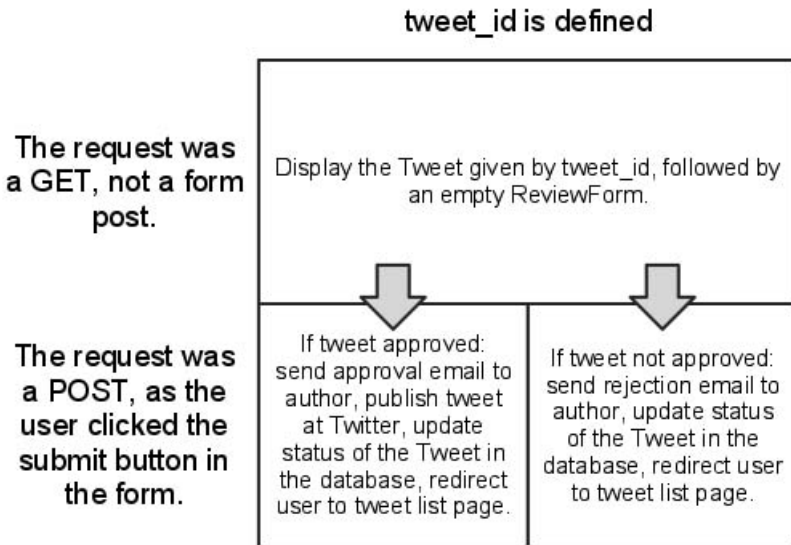 tweet_id is defined
The request was
a GET, not a form
post.
Display the Tweet given by tweet_id, followed by
an empty ReviewForm.
The request was
a POST, as the
user clicked the
submit button in
the form.
If tweet approved:
send approval email to
author, publish tweet
at Twitter, update
status of the Tweet in
the database, redirect
user to tweet list page.
If tweet not approved:
send rejection email to
author, update status
of the Tweet in the
database, redirect user
to tweet list page.